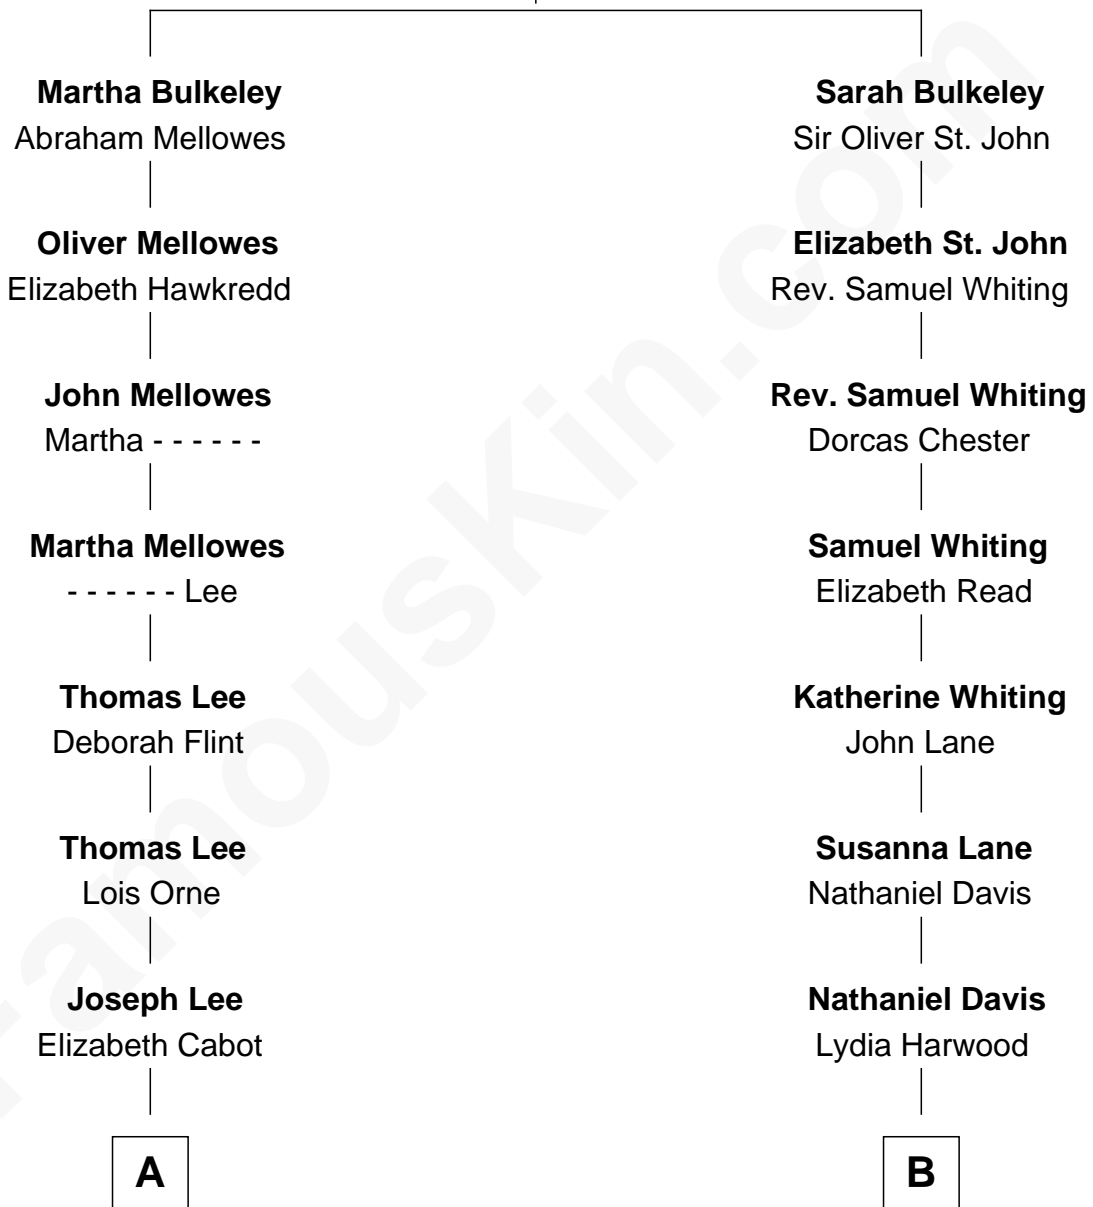 Martha Bulkeley
Abraham Mellowes
Oliver Mellowes
Elizabeth Hawkredd
John Mellowes
Martha - - - - - -
Martha Mellowes
- - - - - - Lee
Thomas Lee
Deborah Flint
Thomas Lee
Lois Orne
Joseph Lee
Elizabeth Cabot
A
Sarah Bulkeley
Sir Oliver St. John
Elizabeth St. John
Rev. Samuel Whiting
Rev. Samuel Whiting
Dorcas Chester
Samuel Whiting
Elizabeth Read
Katherine Whiting
John Lane
Susanna Lane
Nathaniel Davis
Nathaniel Davis
Lydia Harwood
B
FamousKin.com